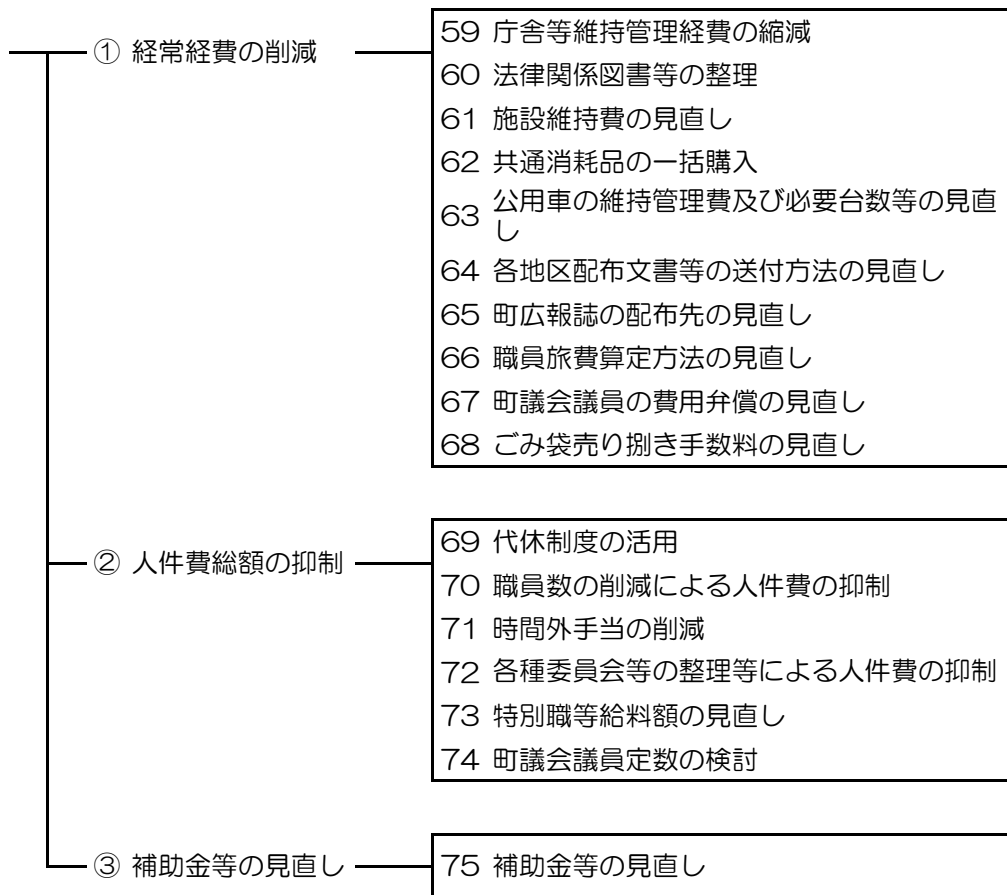 ① 経常経費の削減
59 庁舎等維持管理経費の縮減
60 法律関係図書等の整理
61 施設維持費の見直し
62 共通消耗品の一括購入
63 公用車の維持管理費及び必要台数等の見直
し
64 各地区配布文書等の送付方法の見直し
65 町広報誌の配布先の見直し
66 職員旅費算定方法の見直し
67 町議会議員の費用弁償の見直し
68 ごみ袋売り捌き手数料の見直し
② 人件費総額の抑制
69 代休制度の活用
70 職員数の削減による人件費の抑制
71 時間外手当の削減
72 各種委員会等の整理等による人件費の抑制
73 特別職等給料額の見直し
74 町議会議員定数の検討
③ 補助金等の見直し
75 補助金等の見直し